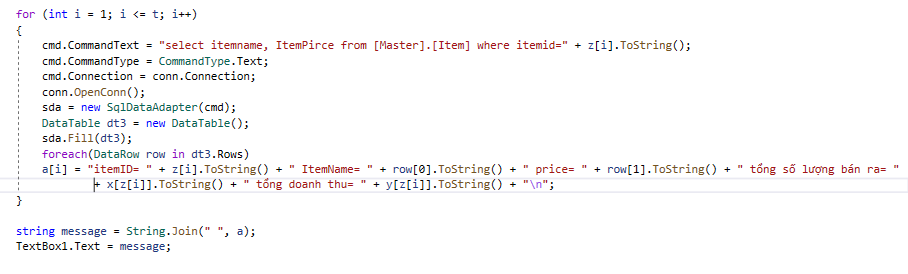 for (int i = 1; i <= t; i++)
{
cmd.CommandText = "select itemname, ItemPirce from [Master].[Item] where itemid=" + z[i].ToString();
cmd.CommandType = CommandType.Text;
cmd.Connection = conn.Connection;
conn.OpenConn();
sda = new SqlDataAdapter(cmd);
DataTable dt3 = new DataTable();
sda.Fill(dt3);
foreach(DataRow row in dt3.Rows)
a[i] = "itemID= " + z[i].ToString() + " ItemName= " + row[0].ToString() + " price= " + row[1].ToString() + " tổng số lượng bán ra= "
+ x[z[i]].ToString() + " tổng doanh thu= " + y[z[i]].ToString() + "\n";
}
string message = String.Join(" ", a);
TextBox1.Text = message;